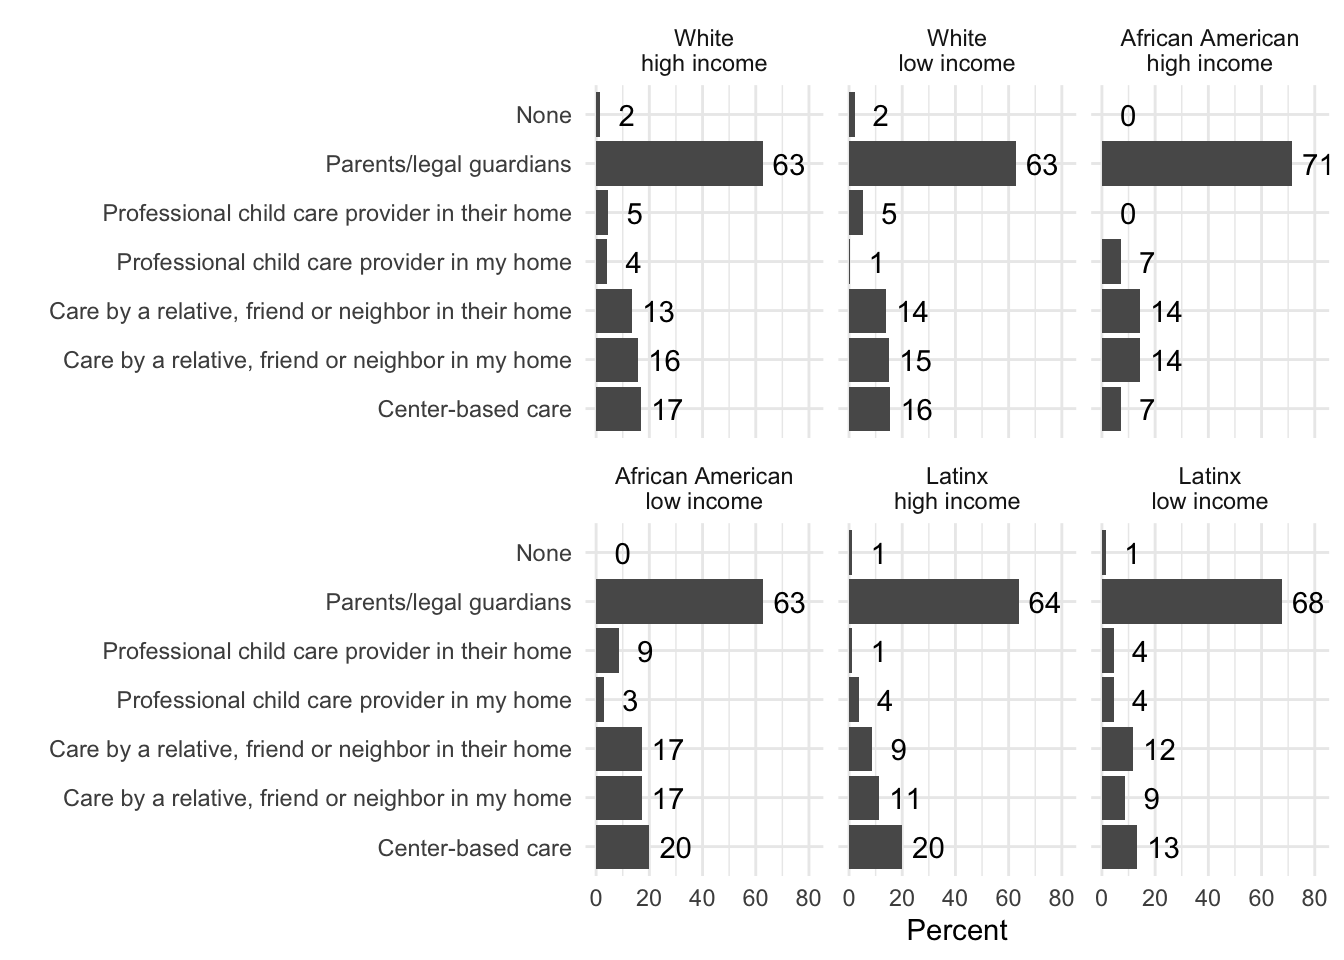 White
high income
White
low income
African American
high income
None
2
2
0
Parents/legal guardians
63
63
71
Professional child care provider in their home
5
5
0
Professional child care provider in my home
4
1
7
Care by a relative, friend or neighbor in their home
13
14
14
Care by a relative, friend or neighbor in my home
16
15
14
Center-based care
17
16
7
African American
low income
Latinx
high income
Latinx
low income
None
0
1
1
Parents/legal guardians
63
64
68
Professional child care provider in their home
9
1
4
Professional child care provider in my home
3
4
4
Care by a relative, friend or neighbor in their home
17
9
12
Care by a relative, friend or neighbor in my home
17
11
9
Center-based care
20
20
13
0 20 40 60 80
0 20 40 60 80
0 20 40 60 80
Percent